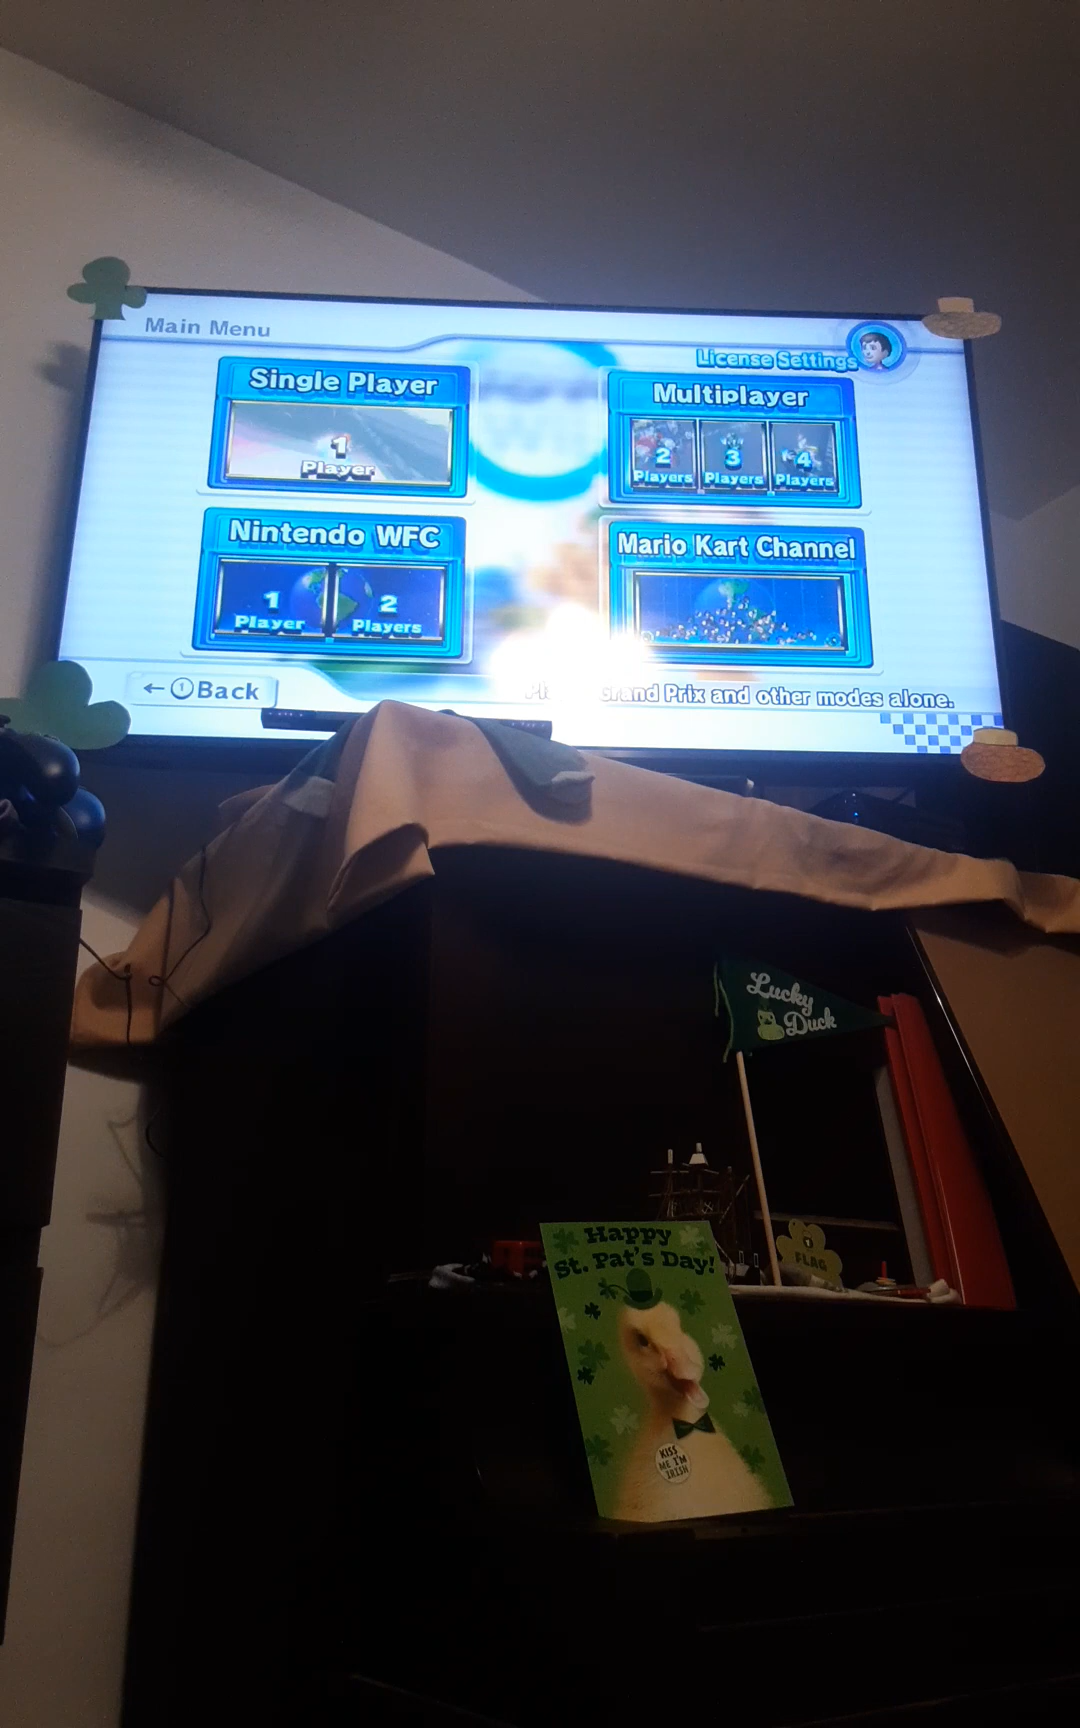 Main Menu
License Settings
Single Player
1
Player
Multiplayer
2
Players
3
Players
4
Players
Nintendo WFC
1
Player
2
Players
Mario Kart Channel
← 1 Back
Grand Prix and other modes alone.
Lucky
Duck
FLAG
Happy
St. Pat's Day!
KISS
ME I'M
IRISH